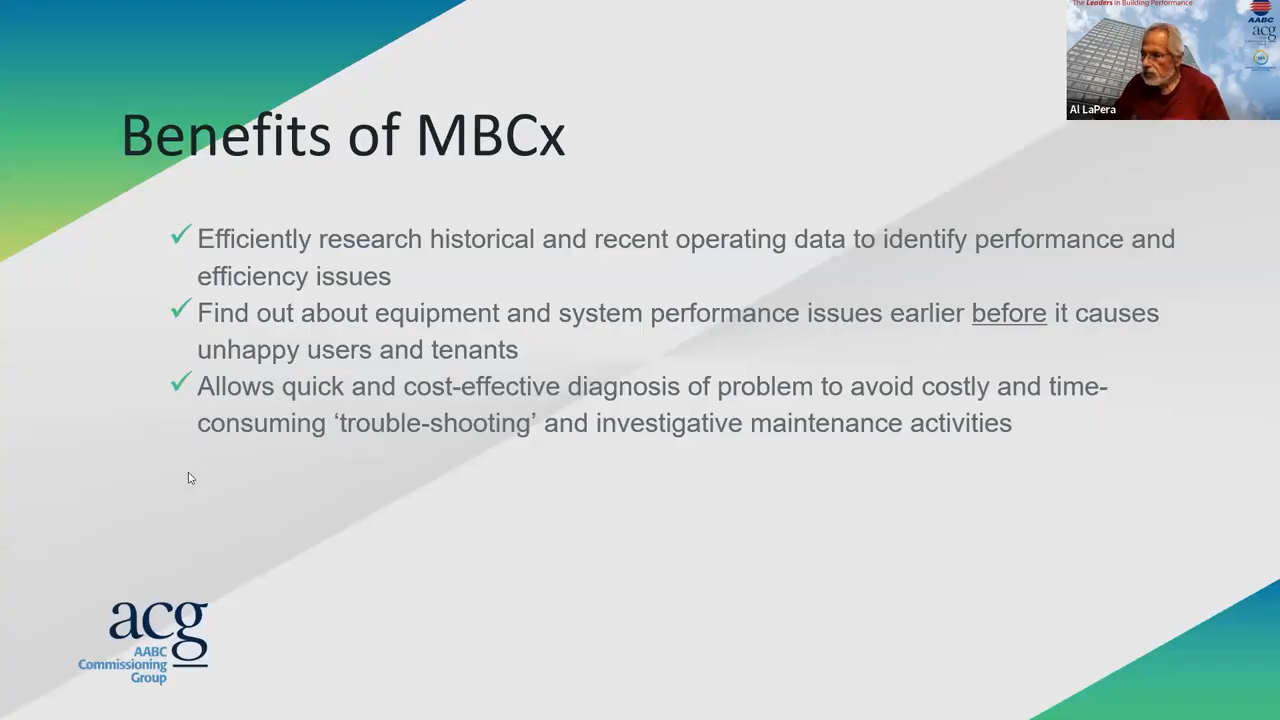 The Leaders in Building Performance
AABC
acg
Al LaPera
Benefits of MBCx
Efficiently research historical and recent operating data to identify performance and
efficiency issues
Find out about equipment and system performance issues earlier before it causes
unhappy users and tenants
Allows quick and cost-effective diagnosis of problem to avoid costly and time-
consuming ‘trouble-shooting’ and investigative maintenance activities
acg
AABC
Commissioning
Group